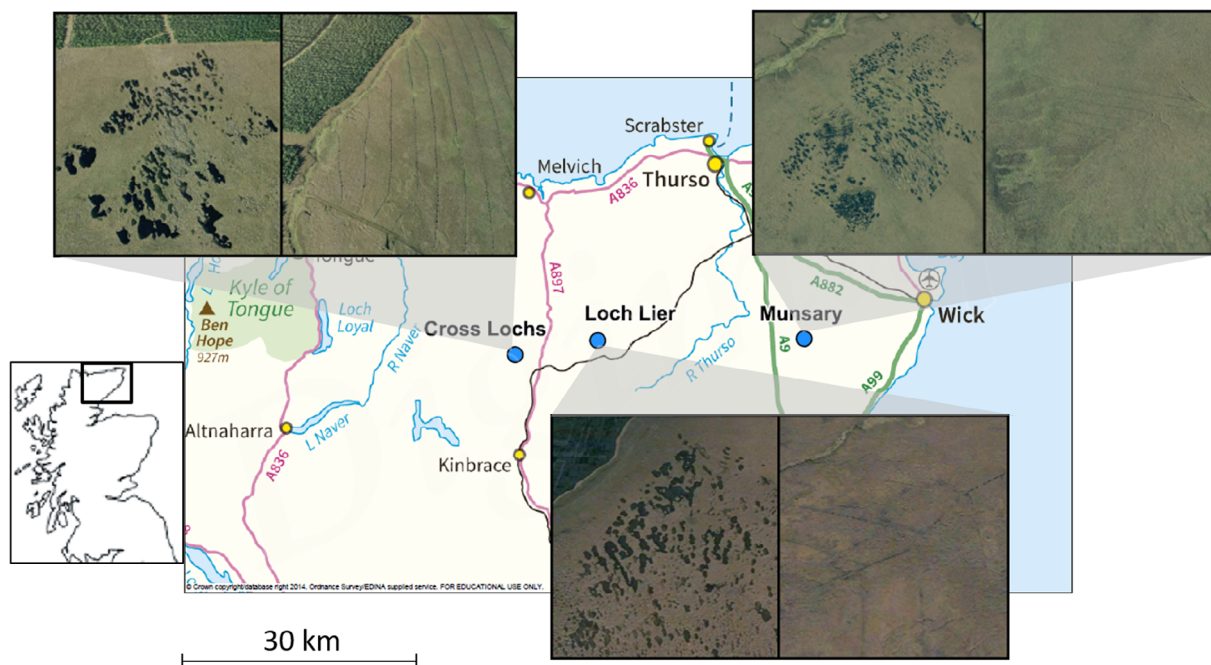 Scrabster
Melvich
Thurso
A836
Tongue
Kyle of
Tongue
Loch
Loyal
A897
A882
Ben
Hope
927m
R Naver
Cross Lochs
Loch Lier
Munsary
Wick
R Thurso
A9
A99
Altnaharra
L Naver
A836
Kinbrace
© Crown copyright/database right 2014. Ordnance Survey/EDINA supplied service. FOR EDUCATIONAL USE ONLY.
30 km